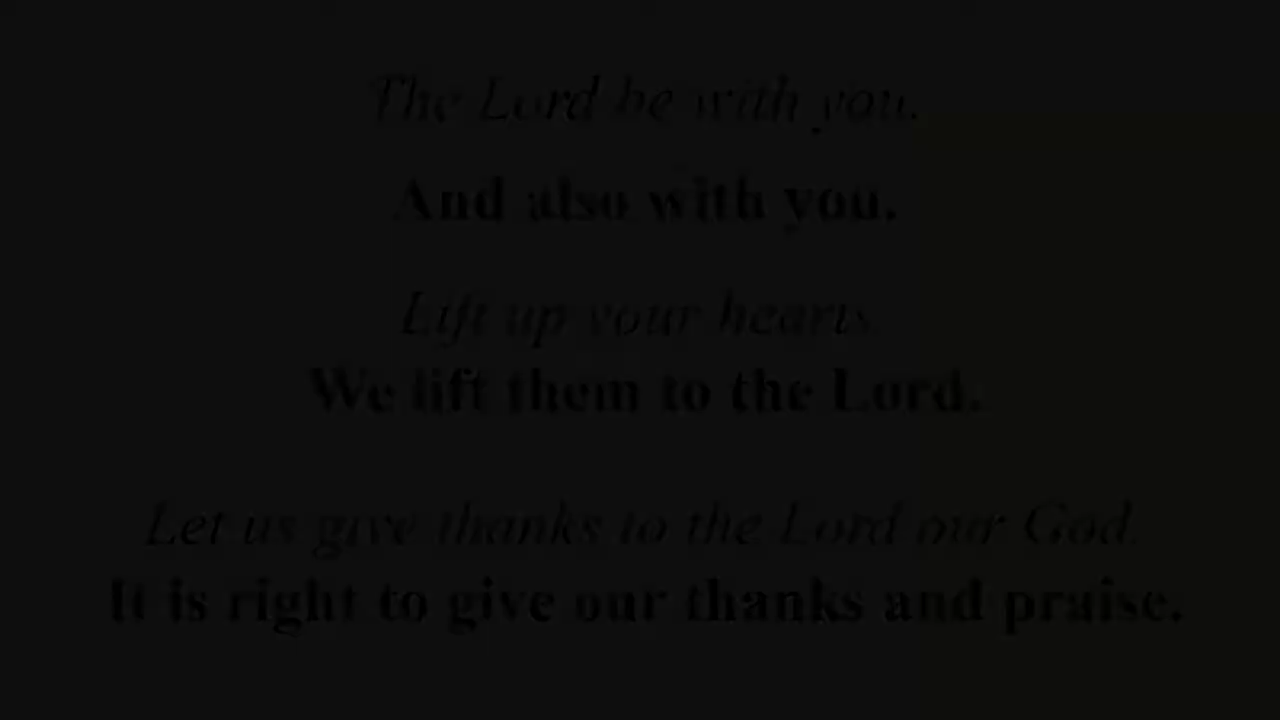 The Lord be with you.
And also with you.
Lift up your hearts
We lift them to the Lord.
Let us give thanks to the Lord our God.
It is right to give our thanks and praise.